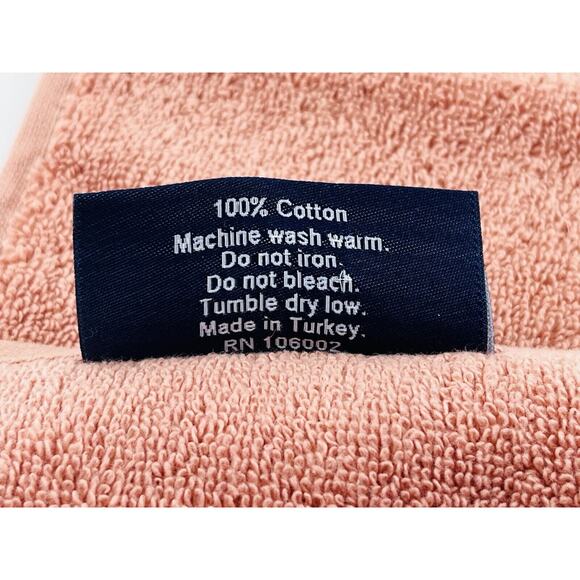 100% Cotton
Machine wash warm.
Do not iron.
Do not bleach.
Tumble dry low.
Made in Turkey.
RN 106002